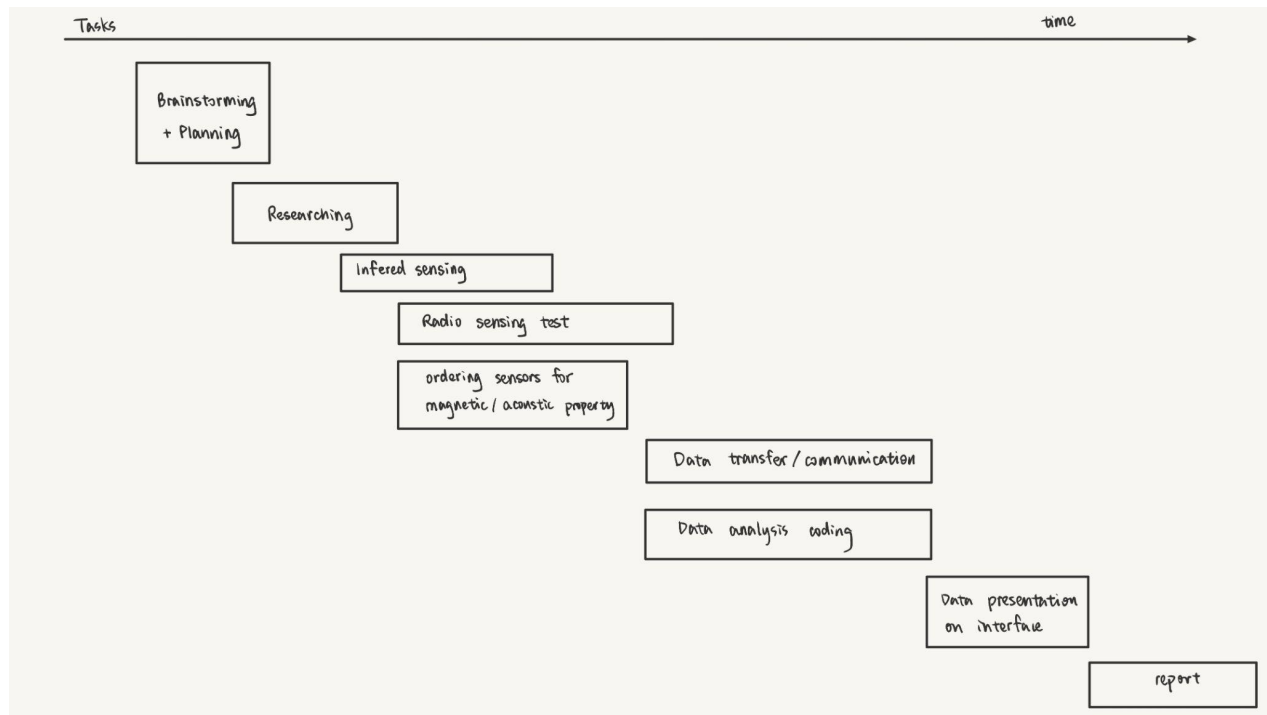 Tasks
time
Brainstorming
+ Planning
Researching
Infered sensing
Radio sensing test
ordering sensors for
magnetic/acoustic property
Data transfer/communication
Data analysis coding
Data presentation
on interface
report